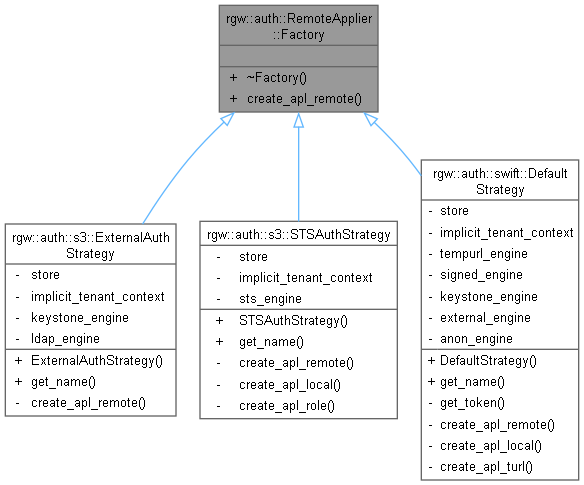 rgw::auth::RemoteApplier
::Factory
+ ~Factory()
+ create_apl_remote()
rgw::auth::s3::ExternalAuth
Strategy
- store
- implicit_tenant_context
- keystone_engine
- ldap_engine
+ ExternalAuthStrategy()
+ get_name()
- create_apl_remote()
rgw::auth::s3::STSAuthStrategy
- store
- implicit_tenant_context
- sts_engine
+ STSAuthStrategy()
+ get_name()
- create_apl_remote()
- create_apl_local()
- create_apl_role()
rgw::auth::swift::Default
Strategy
- store
- implicit_tenant_context
- tempurl_engine
- signed_engine
- keystone_engine
- external_engine
- anon_engine
+ DefaultStrategy()
+ get_name()
- get_token()
- create_apl_remote()
- create_apl_local()
- create_apl_turl()